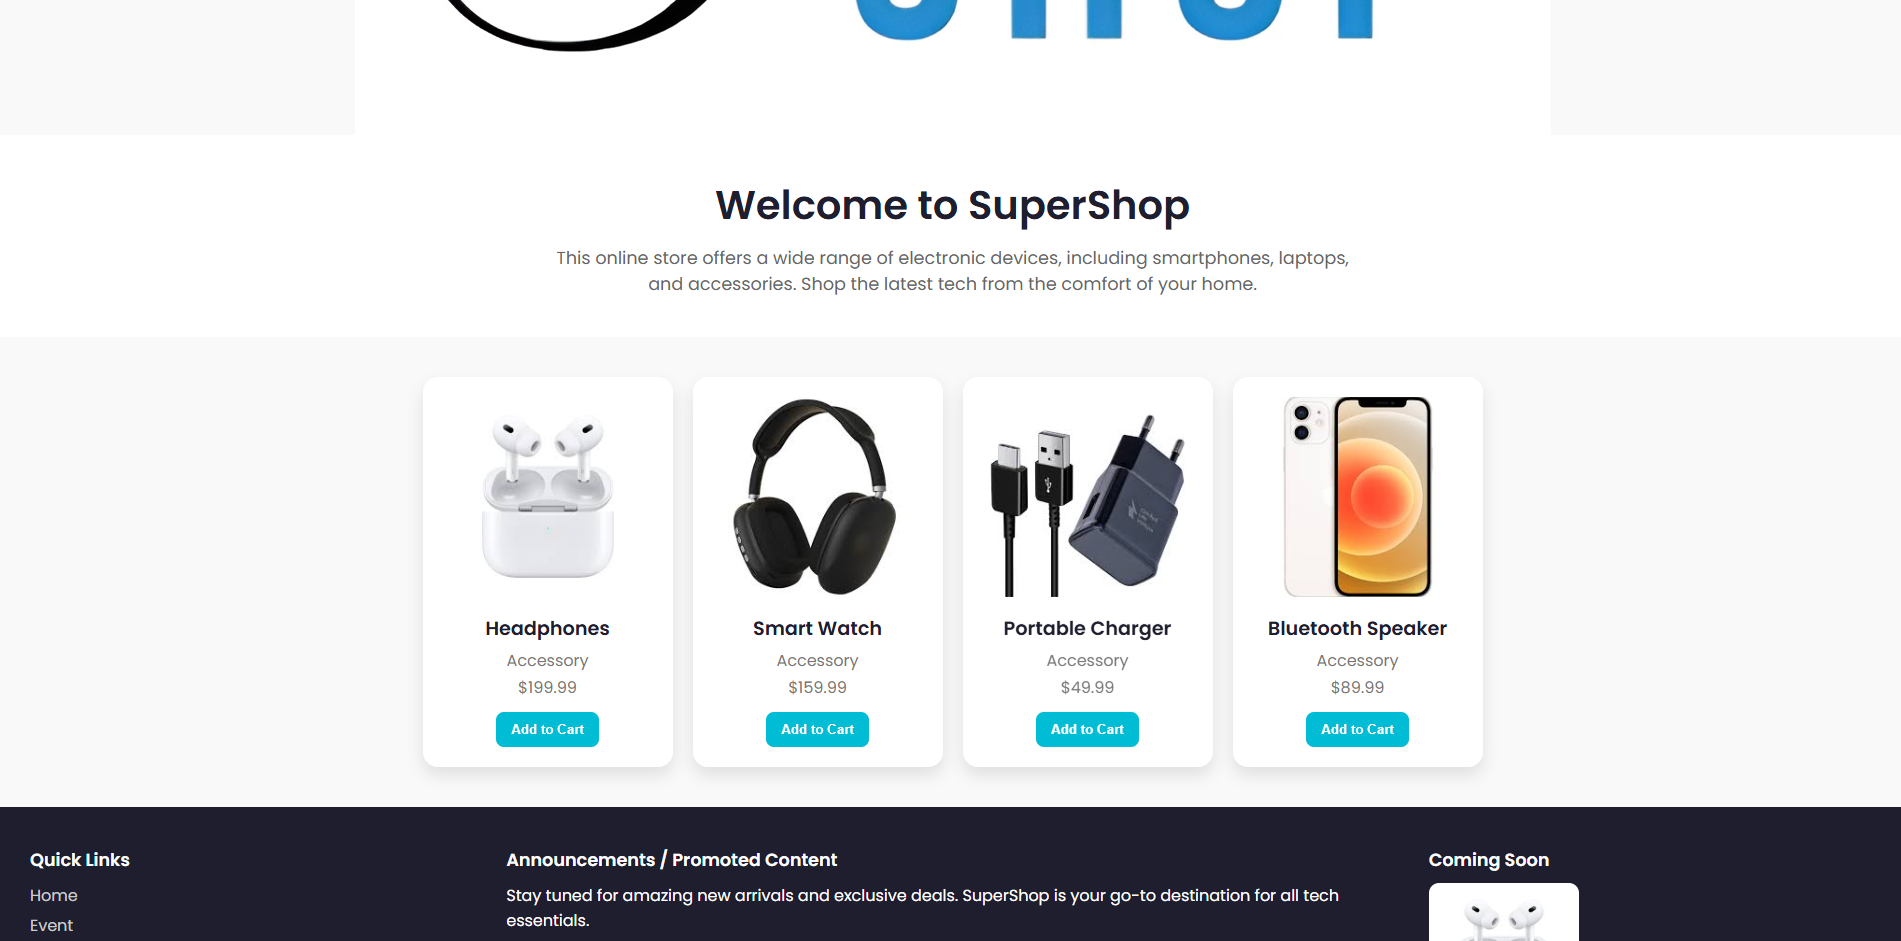 Welcome to SuperShop
This online store offers a wide range of electronic devices, including smartphones, laptops,
and accessories. Shop the latest tech from the comfort of your home.
Headphones
Accessory
$199.99
Add to Cart
Smart Watch
Accessory
$159.99
Add to Cart
Portable Charger
Accessory
$49.99
Add to Cart
Bluetooth Speaker
Accessory
$89.99
Add to Cart
Quick Links
Home
Event
Announcements / Promoted Content
Stay tuned for amazing new arrivals and exclusive deals. SuperShop is your go-to destination for all tech
essentials.
Coming Soon